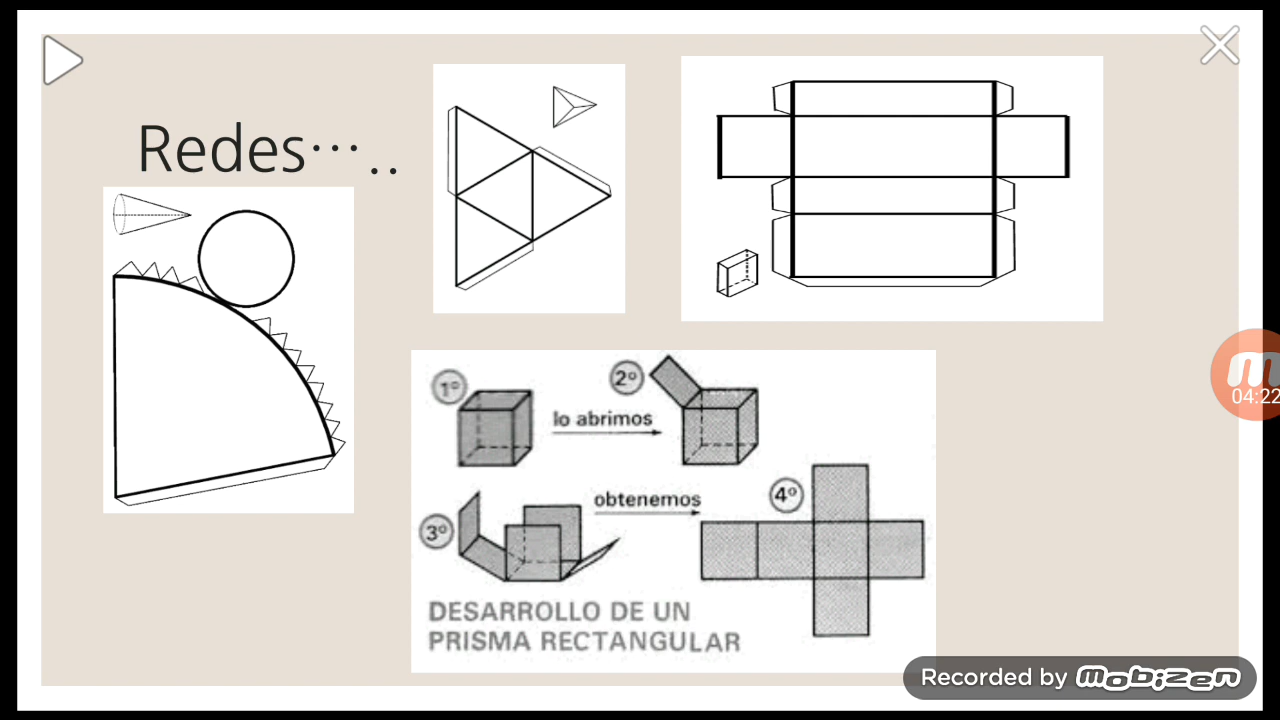 Redes.....
1º
lo abrimos
2º
3º
obtenemos
4º
DESARROLLO DE UN
PRISMA RECTANGULAR
04:22
Recorded by mobizen